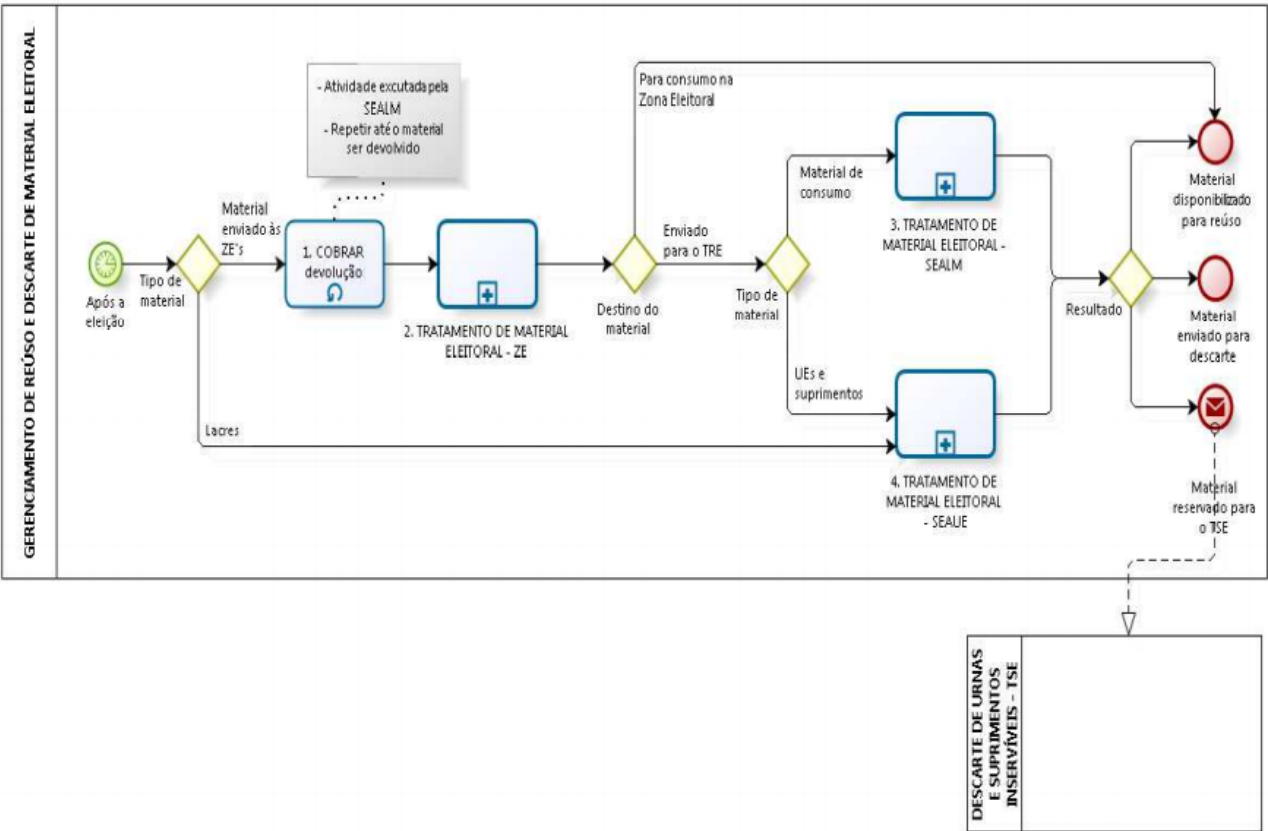 GERENCIAMENTO DE REÚSO E DESCARTE DE MATERIAL ELEITORAL
- Atividade excutada pela
SEALM
- Repetir até o material
ser devolvido
Após a
eleição
Tipo de
material
Material
enviado às
ZE's
Lacres
1. COBRAR
devolução
2. TRATAMENTO DE MATERIAL
ELEITORAL - ZE
Destino do
material
Para consumo na
Zona Eleitoral
Enviado
para o TRE
Tipo de
material
Material de
consumo
UEs e
suprimentos
3. TRATAMENTO DE
MATERIAL ELEITORAL -
SEALM
4. TRATAMENTO DE
MATERIAL ELEITORAL
- SEAUE
Resultado
Material
disponibilizado
para reúso
Material
enviado para
descarte
Material
reservado para
o TSE
DESCARTE DE URNAS
E SUPRIMENTOS
INSERVÍVEIS - TSE